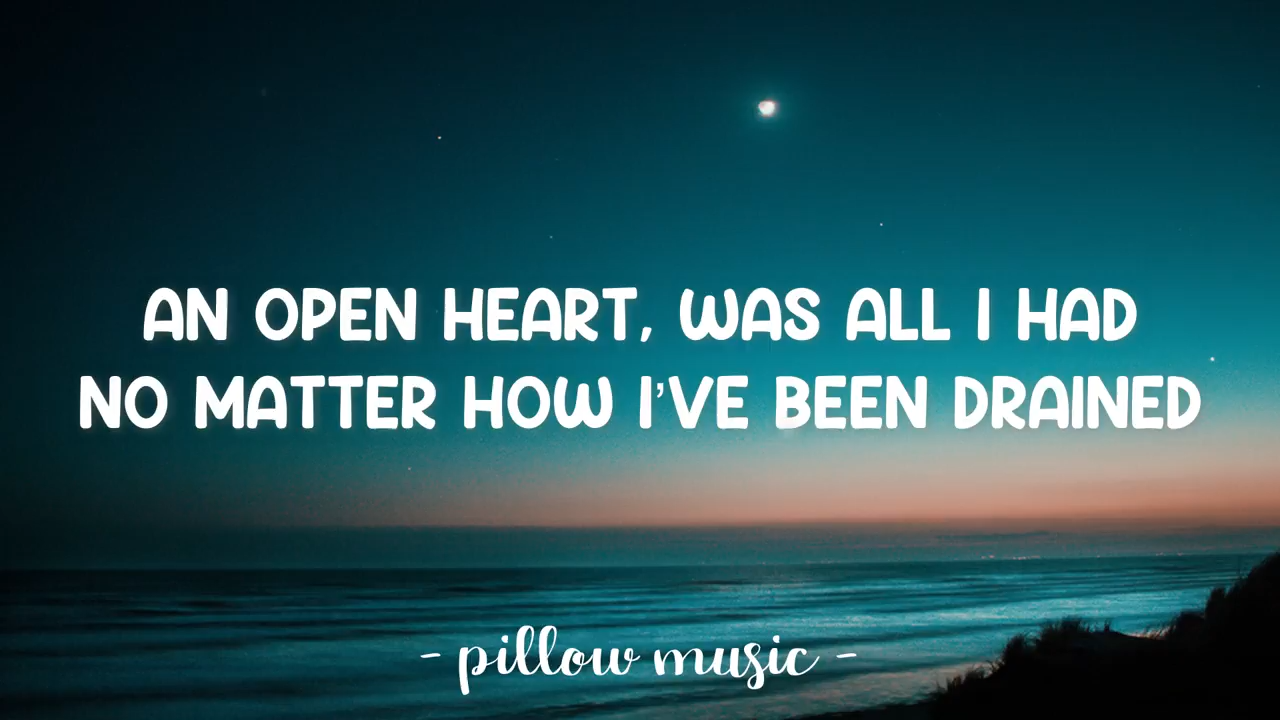 AN OPEN HEART, WAS ALL I HAD
NO MATTER HOW I'VE BEEN DRAINED
- pillow music -